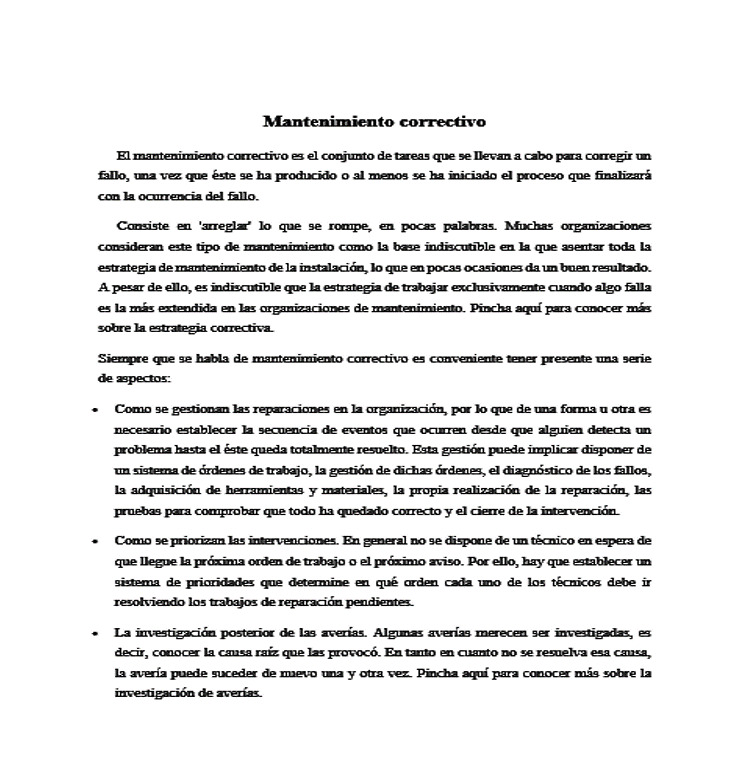 Mantenimiento correctivo
El mantenimiento correctivo es el conjunto de tareas que se llevan a cabo para corregir un
fallo, una vez que éste se ha producido o al menos se ha iniciado el proceso que finalizará
con la ocurrencia del fallo.
Consiste en 'arreglar' lo que se rompe, en pocas palabras. Muchas organizaciones
consideran este tipo de mantenimiento como la base indiscutible en la que asentar toda la
estrategia de mantenimiento de la instalación, lo que en pocas ocasiones da un buen resultado.
A pesar de ello, es indiscutible que la estrategia de trabajar exclusivamente cuando algo falla
es la más extendida en las organizaciones de mantenimiento. Pincha aquí para conocer más
sobre la estrategia correctiva.
Siempre que se habla de mantenimiento correctivo es conveniente tener presente una serie
de aspectos:
• Como se gestionan las reparaciones en la organización, por lo que de una forma u otra es
necesario establecer la secuencia de eventos que ocurren desde que alguien detecta un
problema hasta el éste queda totalmente resuelto. Esta gestión puede implicar disponer de
un sistema de órdenes de trabajo, la gestión de dichas órdenes, el diagnóstico de los fallos,
la adquisición de herramientas y materiales, la propia realización de la reparación, las
pruebas para comprobar que todo ha quedado correcto y el cierre de la intervención.
• Como se priorizan las intervenciones. En general no se dispone de un técnico en espera de
que llegue la próxima orden de trabajo o el próximo aviso. Por ello, hay que establecer un
sistema de prioridades que determine en qué orden cada uno de los técnicos debe ir
resolviendo los trabajos de reparación pendientes.
• La investigación posterior de las averías. Algunas averías merecen ser investigadas, es
decir, conocer la causa raíz que las provocó. En tanto en cuanto no se resuelva esa causa,
la avería puede suceder de nuevo una y otra vez. Pincha aquí para conocer más sobre la
investigación de averías.